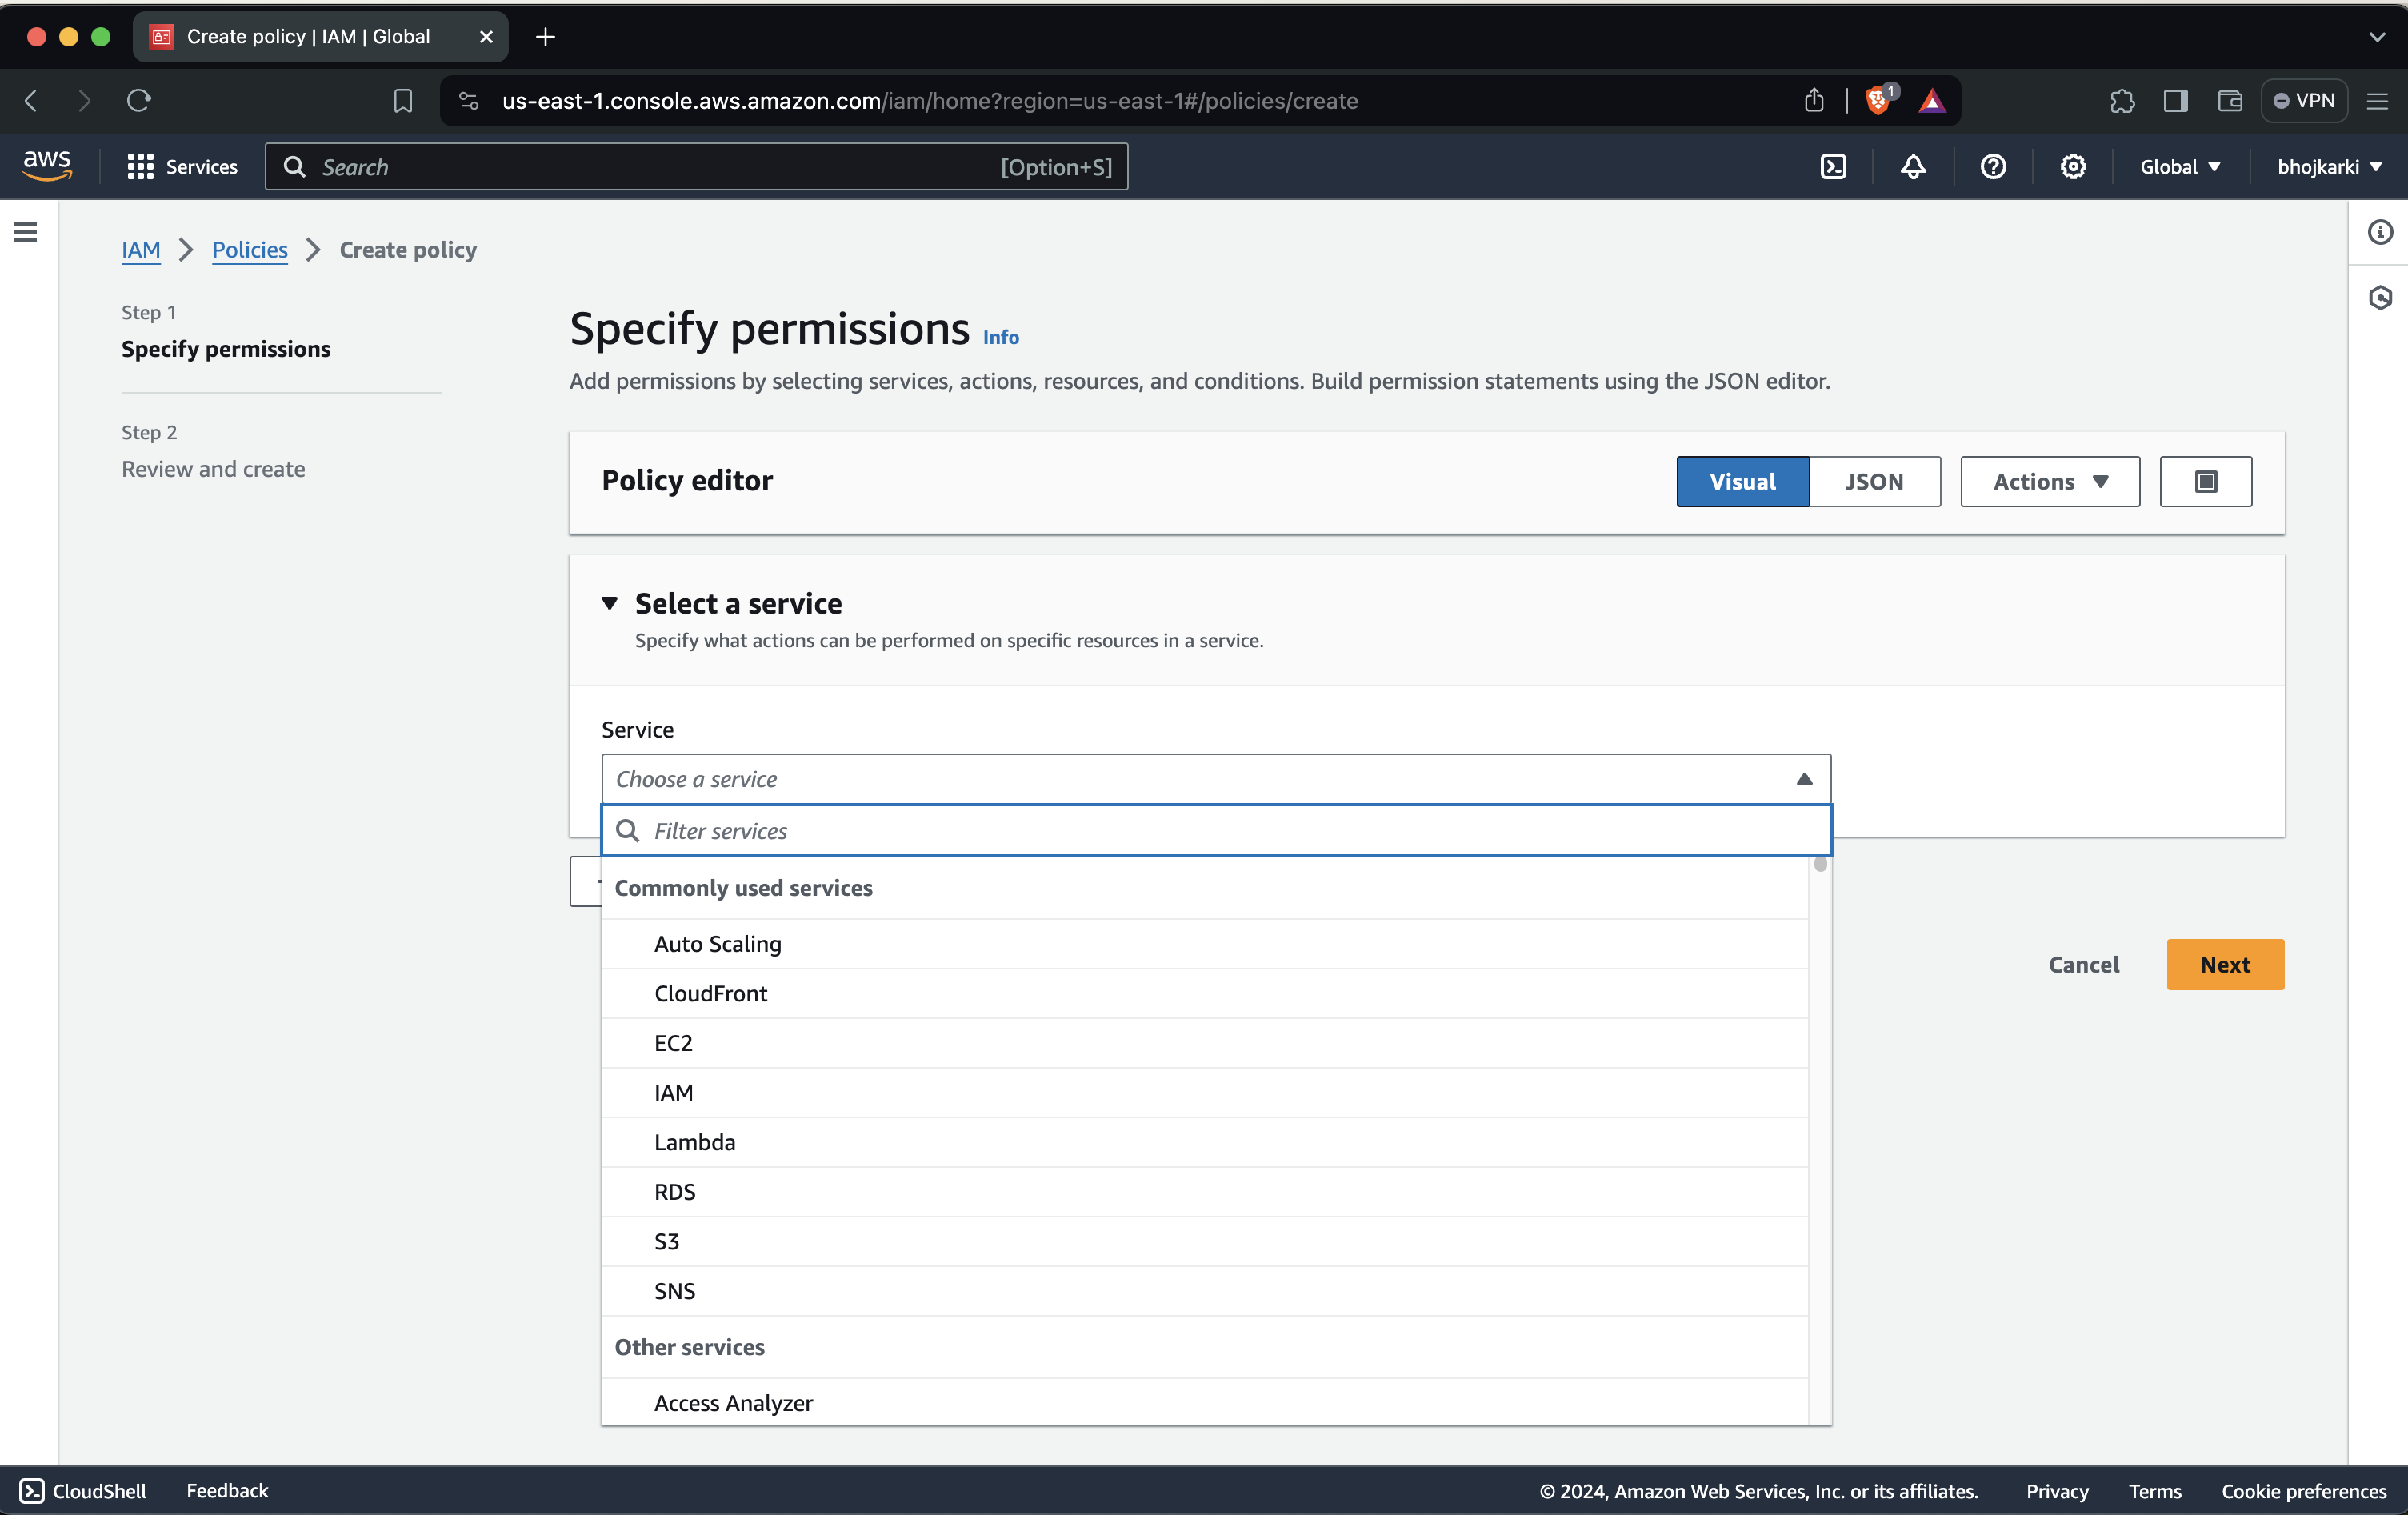 Create policy | IAM | Global
us-east-1.console.aws.amazon.com/iam/home?region=us-east-1#/policies/create
1
VPN
aws
Services
Search
[Option+S]
Global
bhojkarki
IAM
Policies
Create policy
Step 1
Specify permissions
Step 2
Review and create
Specify permissions Info
Add permissions by selecting services, actions, resources, and conditions. Build permission statements using the JSON editor.
Policy editor
Visual
JSON
Actions
Select a service
Specify what actions can be performed on specific resources in a service.
Service
Choose a service
Filter services
Commonly used services
Auto Scaling
CloudFront
EC2
IAM
Lambda
RDS
S3
SNS
Other services
Access Analyzer
Cancel
Next
CloudShell
Feedback
© 2024, Amazon Web Services, Inc. or its affiliates.
Privacy
Terms
Cookie preferences